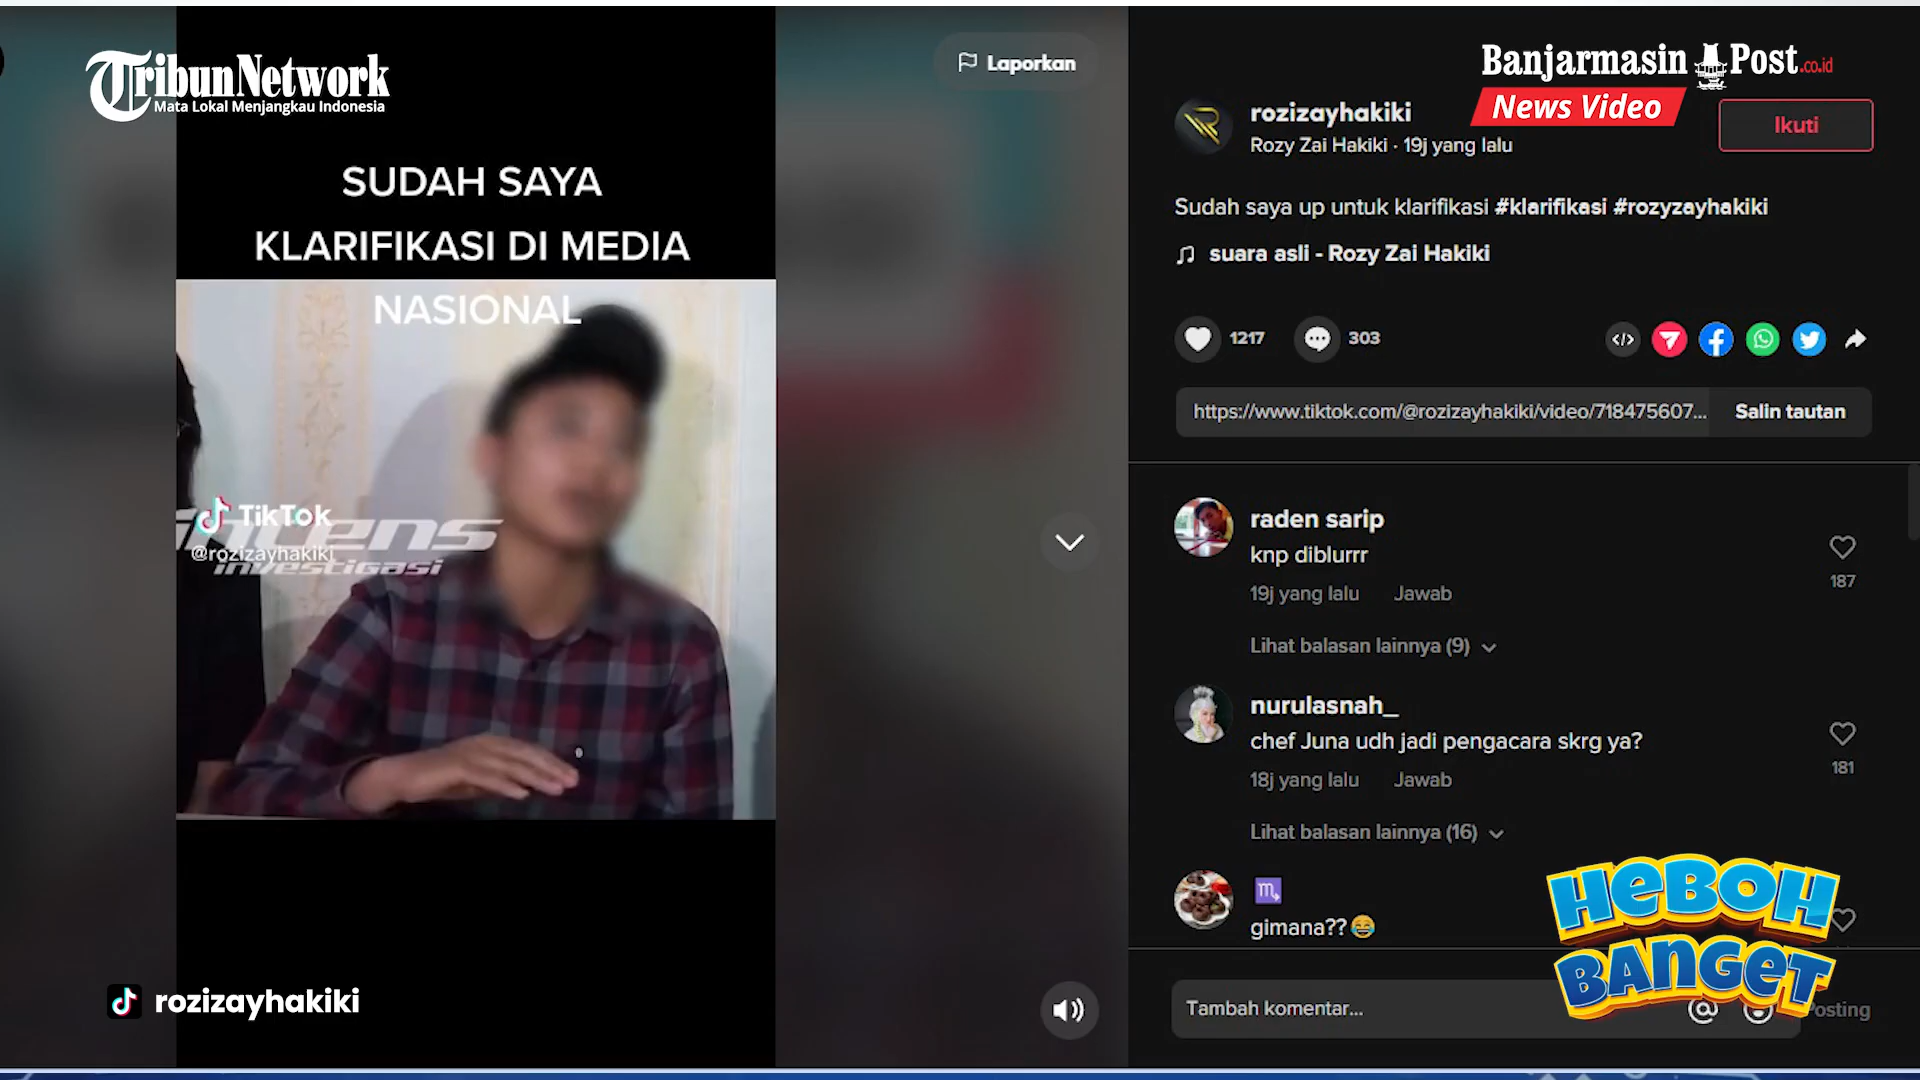 TribunNetwork
Mata Lokal Menjangkau Indonesia
SUDAH SAYA
KLARIFIKASI DI MEDIA
NASIONAL
TikTok
@rozizayhakiki
intens
investigasi
rozizayhakiki
Laporkan
Banjarmasin Post.co.id
News Video
rozizayhakiki
Rozy Zai Hakiki · 19j yang lalu
Ikuti
Sudah saya up untuk klarifikasi #klarifikasi #rozyzayhakiki
suara asli - Rozy Zai Hakiki
1217
303
https://www.tiktok.com/@rozizayhakiki/video/718475607...
Salin tautan
raden sarip
knp diblurrr
19j yang lalu Jawab
187
Lihat balasan lainnya (9)
nurulasnah_
chef Juna udh jadi pengacara skrg ya?
18j yang lalu Jawab
181
Lihat balasan lainnya (16)
♏
gimana??😂
HEBOH
BANGET
Tambah komentar...
Posting